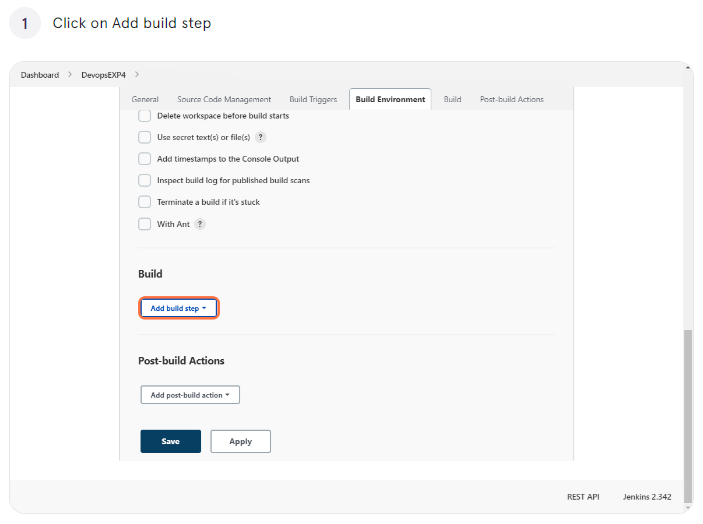 1 Click on Add build step
Dashboard > DevopsEXP4 >
General Source Code Management Build Triggers Build Environment Build Post-build Actions
Delete workspace before build starts
Use secret text(s) or file(s) ?
Add timestamps to the Console Output
Inspect build log for published build scans
Terminate a build if it's stuck
With Ant ?
Build
Add build step
Post-build Actions
Add post-build action
Save Apply
REST API Jenkins 2.342